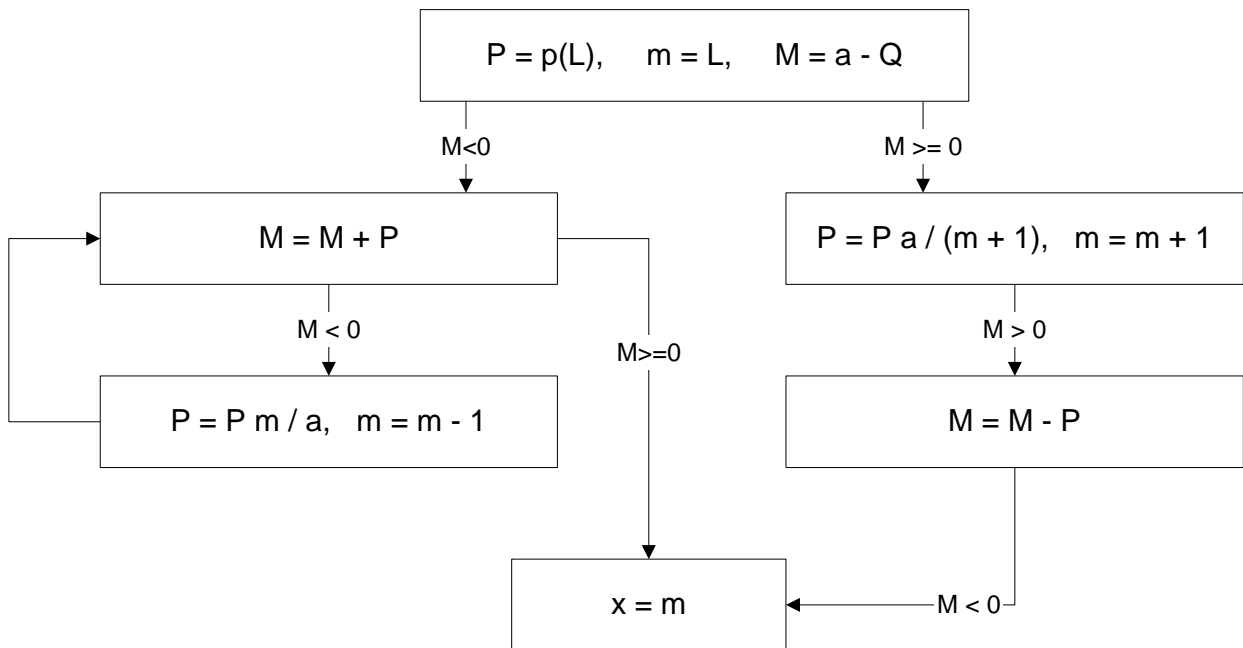 P = p(L),    m = L,    M = a - Q
M<0
M >= 0
M = M + P
P = P a / (m + 1),   m = m + 1
M < 0
M>=0
M > 0
P = P m / a,   m = m - 1
M = M - P
x = m
M < 0